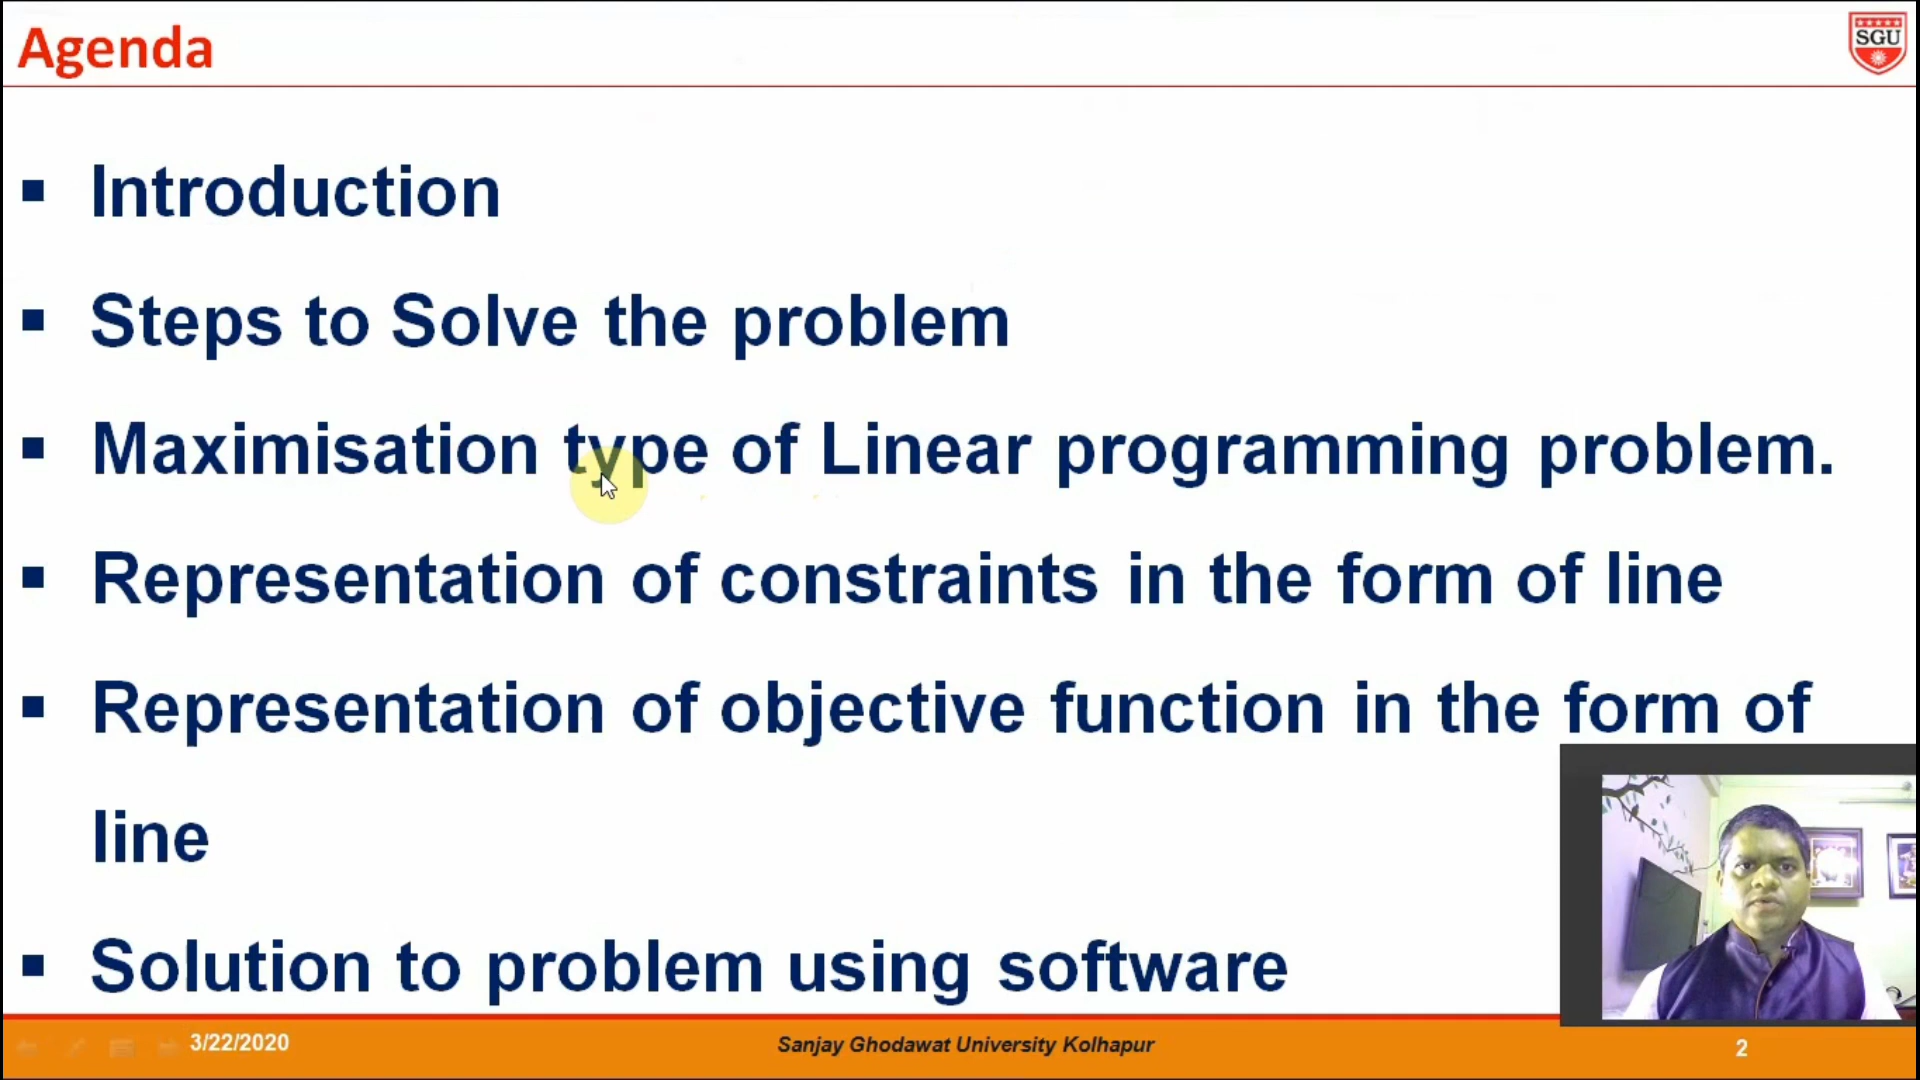 Agenda
SGU
▪ Introduction
▪ Steps to Solve the problem
▪ Maximisation type of Linear programming problem.
▪ Representation of constraints in the form of line
▪ Representation of objective function in the form of
line
▪ Solution to problem using software
3/22/2020
Sanjay Ghodawat University Kolhapur
2